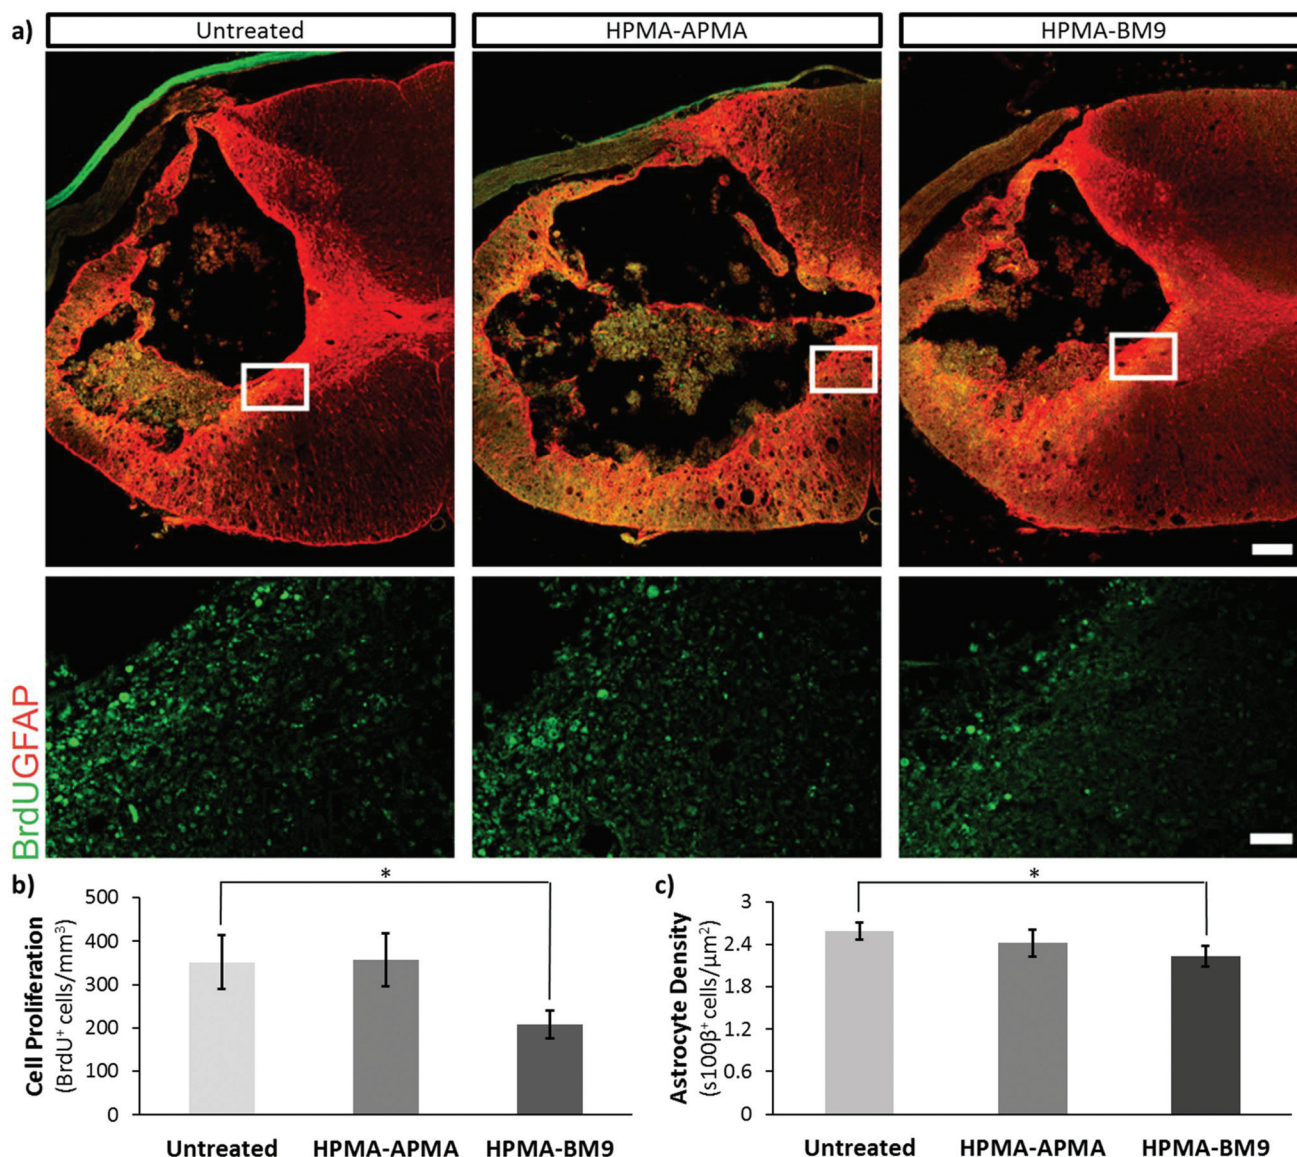 a)
Untreated
HPMA-APMA
HPMA-BM9
BrdUGFAP
b)
*
Cell Proliferation
(BrdU⁺ cells/mm³)
500
400
300
200
100
0
Untreated
HPMA-APMA
HPMA-BM9
c)
*
Astrocyte Density
(s100β⁺ cells/μm²)
3
2.4
1.8
1.2
0.6
0
Untreated
HPMA-APMA
HPMA-BM9